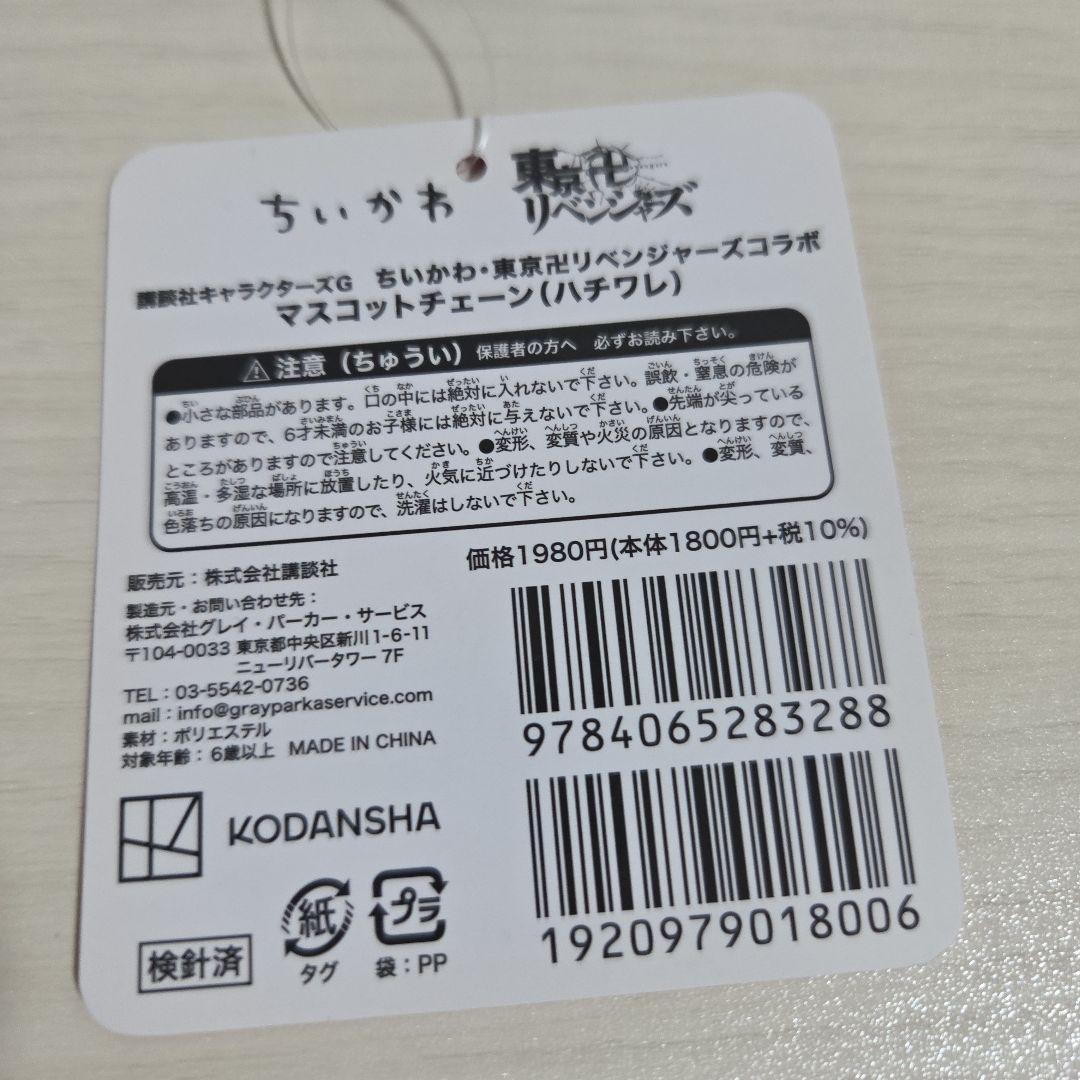 ちいかわ
東京卍リベンジャーズ
講談社キャラクターズG ちいかわ・東京卍リベンジャーズコラボ
マスコットチェーン(ハチワレ)
注意(ちゅうい) 保護者の方へ 必ずお読み下さい。
●小さな部品があります。口の中には絶対に入れないで下さい。誤飲・窒息の危険が
ありますので、6才未満のお子様には絶対に与えないで下さい。●先端が尖っている
ところがありますので注意してください。●変形、変質や火災の原因となりますので、
高温・多湿な場所に放置したり、火気に近づけたりしないで下さい。●変形、変質、
色落ちの原因になりますので、洗濯はしないで下さい。
価格1980円(本体1800円+税10%)
販売元:株式会社講談社
製造元・お問い合わせ先:
株式会社グレイ・パーカー・サービス
〒104-0033 東京都中央区新川1-6-11
ニューリバータワー 7F
TEL:03-5542-0736
mail:info@grayparkaservice.com
素材:ポリエステル
対象年齢:6歳以上 MADE IN CHINA
9784065283288
KODANSHA
1920979018006
検針済
紙
タグ
プラ
袋:PP